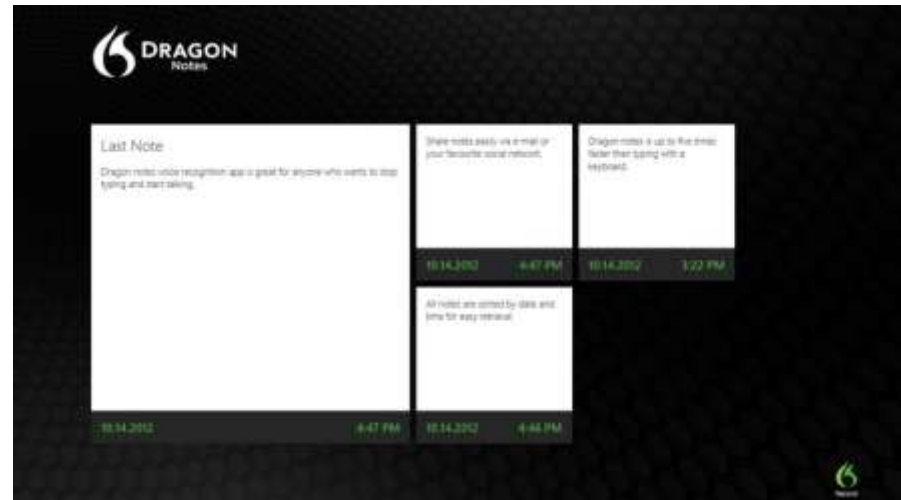 DRAGON
Notes
Last Note
Dragon notes voice recognition app is great for anyone who wants to stop
typing and start talking.
10.14.2012 4:47 PM
Share notes easily via e-mail or
your favourite social network.
10.14.2012 4:47 PM
Dragon notes is up to five times
faster then typing with a
keyboard.
10.14.2012 3:22 PM
All notes are sorted by date and
time for easy retrieval.
10.14.2012 4:46 PM
Record